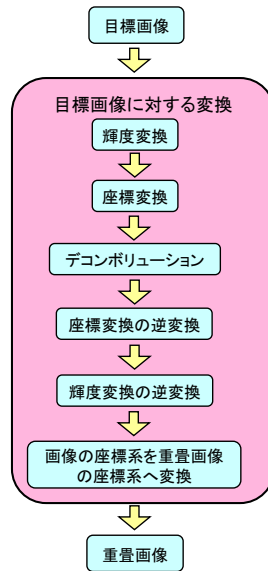 目標画像
目標画像に対する変換
輝度変換
座標変換
デコンボリューション
座標変換の逆変換
輝度変換の逆変換
画像の座標系を重畳画像
の座標系へ変換
重畳画像